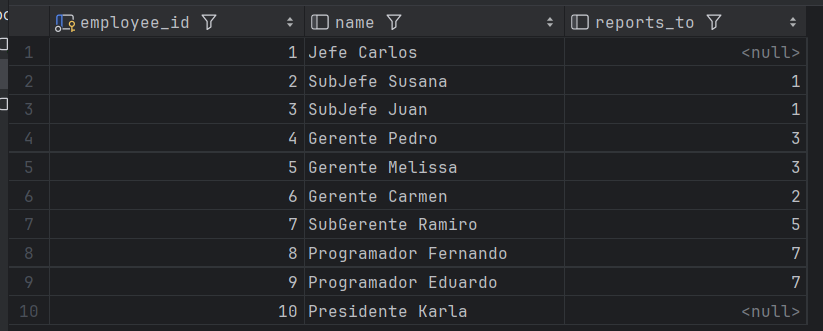 employee_id name reports_to
1 1 Jefe Carlos <null>
2 2 SubJefe Susana 1
3 3 SubJefe Juan 1
4 4 Gerente Pedro 3
5 5 Gerente Melissa 3
6 6 Gerente Carmen 2
7 7 SubGerente Ramiro 5
8 8 Programador Fernando 7
9 9 Programador Eduardo 7
10 10 Presidente Karla <null>